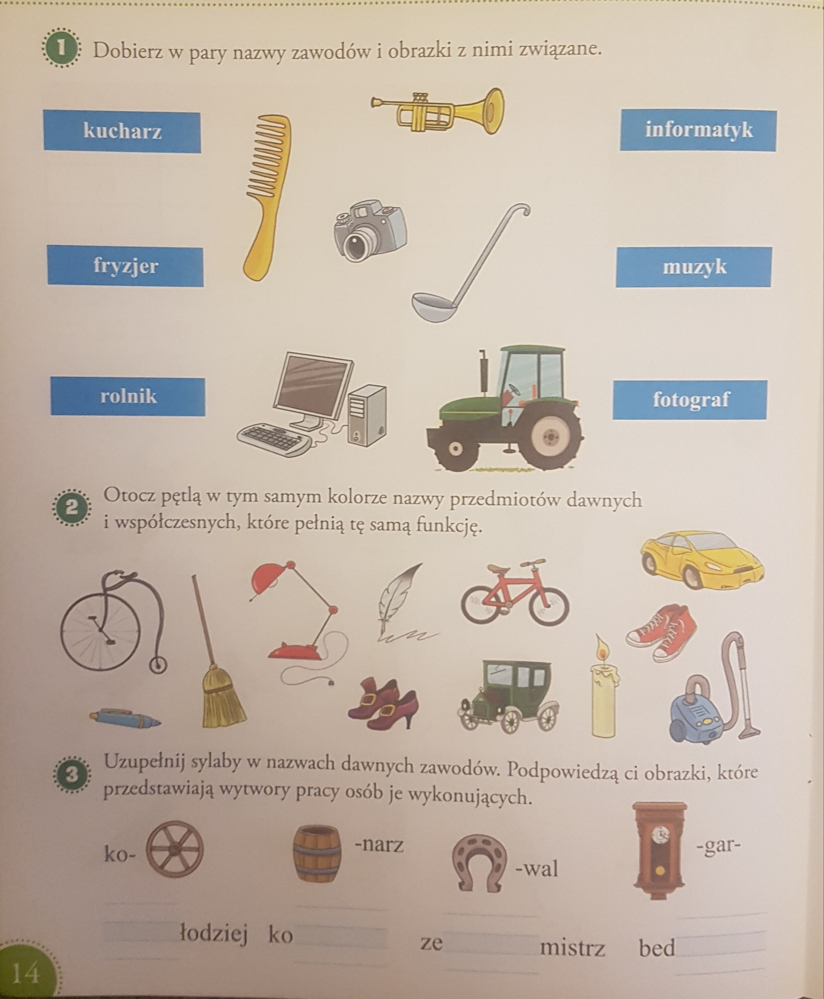 1 Dobierz w pary nazwy zawodów i obrazki z nimi związane.
kucharz
informatyk
fryzjer
muzyk
rolnik
fotograf
2 Otocz pętlą w tym samym kolorze nazwy przedmiotów dawnych
i współczesnych, które pełnią tę samą funkcję.
3 Uzupełnij sylaby w nazwach dawnych zawodów. Podpowiedzą ci obrazki, które
przedstawiają wytwory pracy osób je wykonujących.
ko- -narz -wal -gar-
łodziej ko ze mistrz bed
14